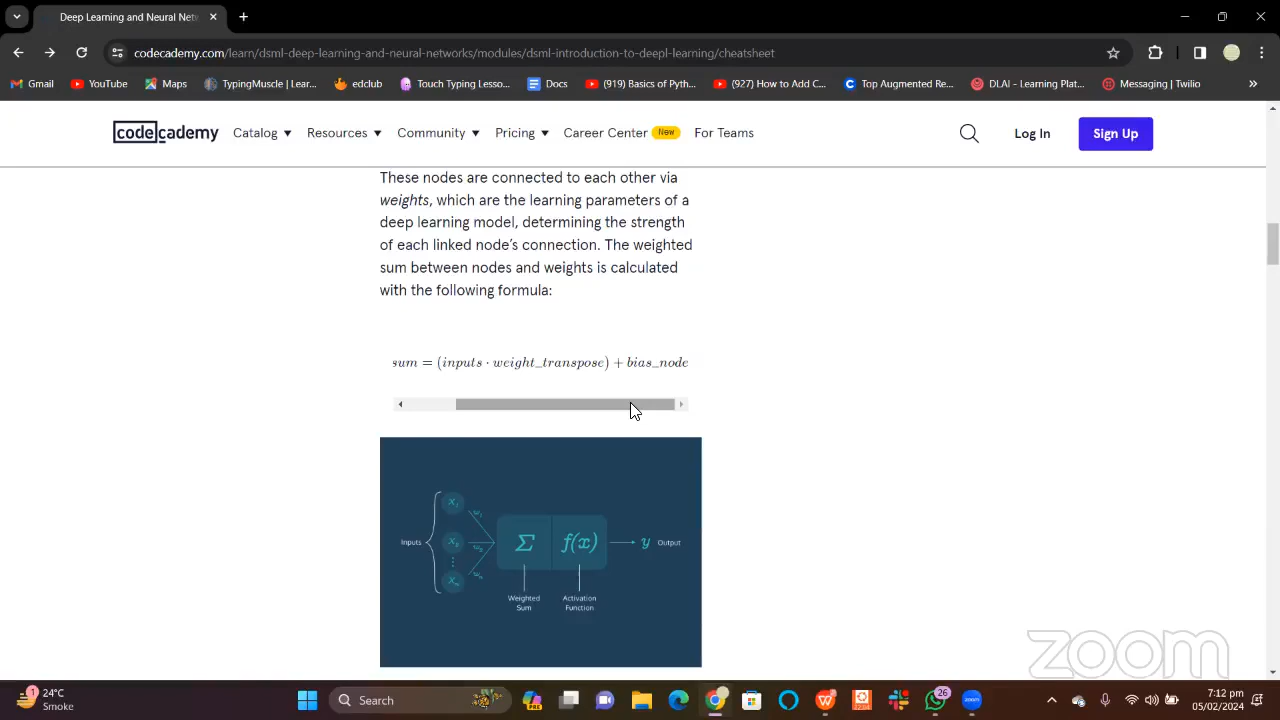 Deep Learning and Neural Net
codecademy.com/learn/dsml-deep-learning-and-neural-networks/modules/dsml-introduction-to-deepl-learning/cheatsheet
Gmail YouTube Maps TypingMuscle | Lear... edclub Touch Typing Lesso... Docs (919) Basics of Pyth... (927) How to Add C... Top Augmented Re... DLAI - Learning Plat... Messaging | Twilio »
codecademy Catalog Resources Community Pricing Career Center New For Teams Log In Sign Up
These nodes are connected to each other via
weights, which are the learning parameters of a
deep learning model, determining the strength
of each linked node's connection. The weighted
sum between nodes and weights is calculated
with the following formula:
sum = (inputs · weight_transpose) + bias_node
Inputs
Σ f(x) y Output
Weighted Sum
Activation Function
zoom
1 24°C
Smoke
Search
26
7:12 pm
05/02/2024